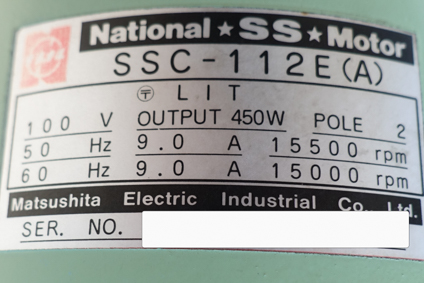 National ★ SS ★ Motor
SSC-112E(A)
〶 LIT
100 V OUTPUT 450W POLE 2
50 Hz 9.0 A 15500 rpm
60 Hz 9.0 A 15000 rpm
Matsushita Electric Industrial Co., Ltd.
SER. NO.